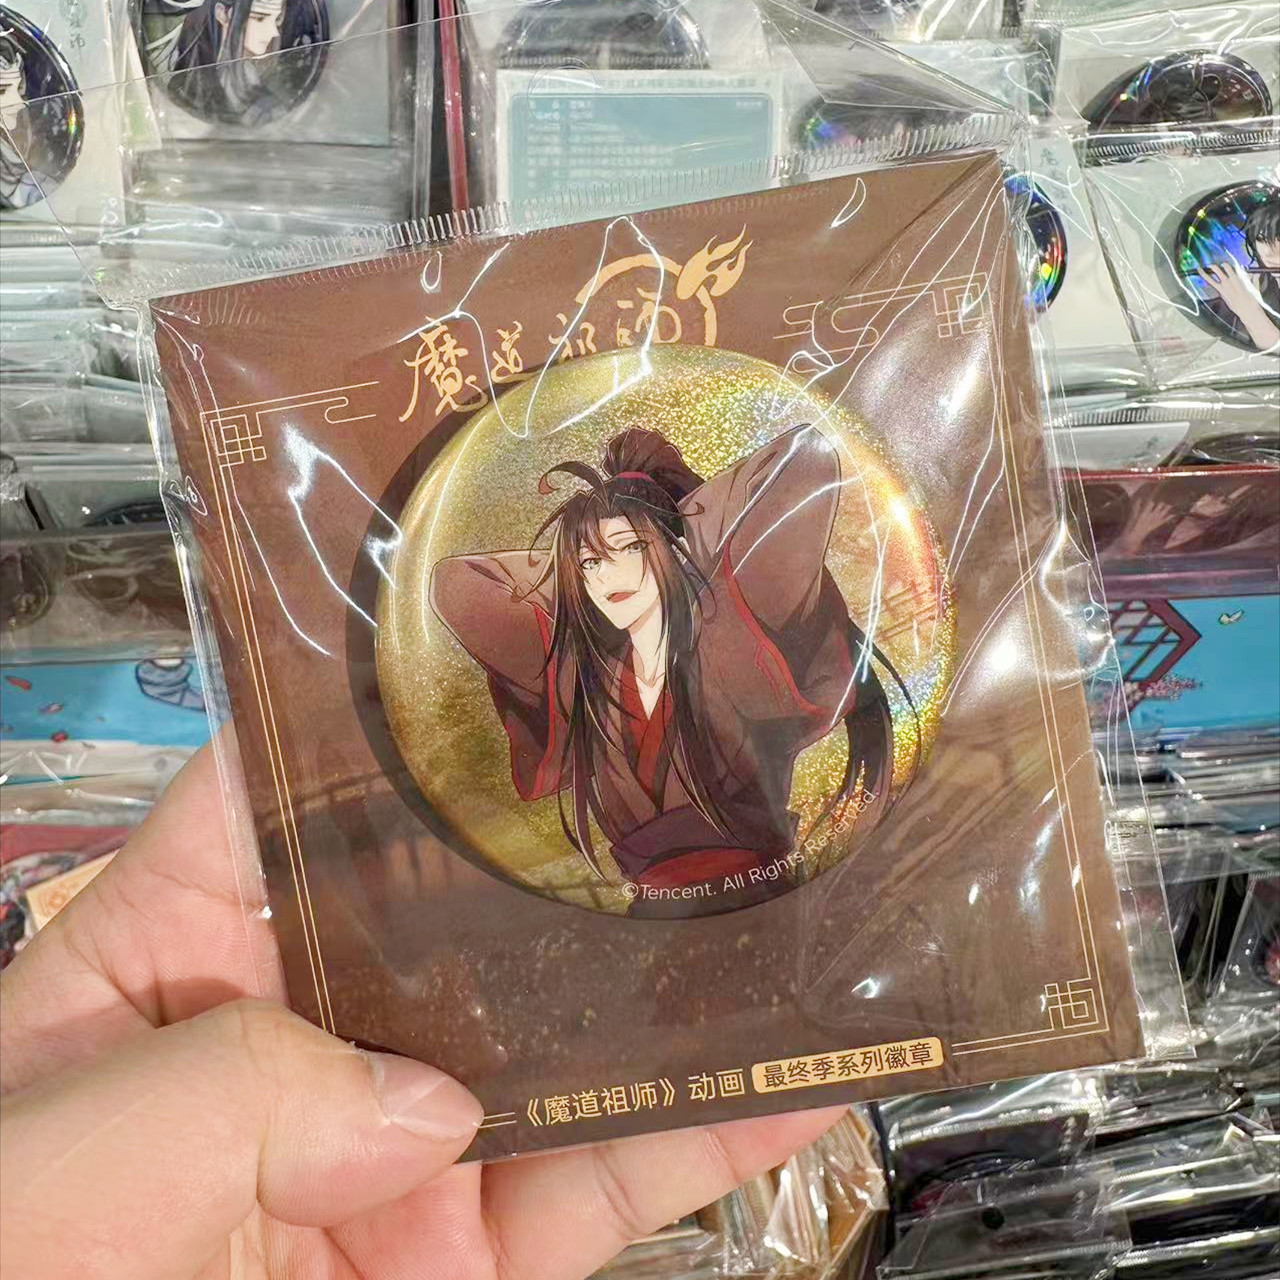 魔道祖师
©Tencent. All Rights Reserved.
《魔道祖师》动画 最终季系列徽章